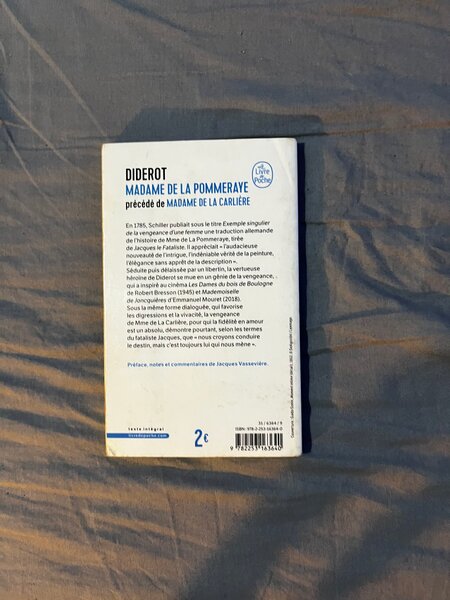 DIDEROT
MADAME DE LA POMMERAYE
précédé de MADAME DE LA CARLIÈRE
Le Livre
de Poche
En 1785, Schiller publiait sous le titre Exemple singulier
de la vengeance d'une femme une traduction allemande
de l'histoire de Mme de La Pommeraye, tirée
de Jacques le Fataliste. Il appréciait « l'audacieuse
nouveauté de l'intrigue, l'indéniable vérité de la peinture,
l'élégance sans apprêt de la description ».
Séduite puis délaissée par un libertin, la vertueuse
héroïne de Diderot se mue en un génie de la vengeance,
qui a inspiré au cinéma Les Dames du bois de Boulogne
de Robert Bresson (1945) et Mademoiselle
de Joncquières d'Emmanuel Mouret (2018).
Sous la même forme dialoguée, qui favorise
les digressions et la vivacité, la vengeance
de Mme de La Carlière, pour qui la fidélité en amour
est un absolu, démontre pourtant, selon les termes
du fataliste Jacques, que « nous croyons conduire
le destin, mais c'est toujours lui qui nous mène ».
Préface, notes et commentaires de Jacques Vassevière.
texte intégral
livredepoche.com
2€
31 / 6364 / 9
ISBN : 978-2-253-16364-0
9 782253 163640